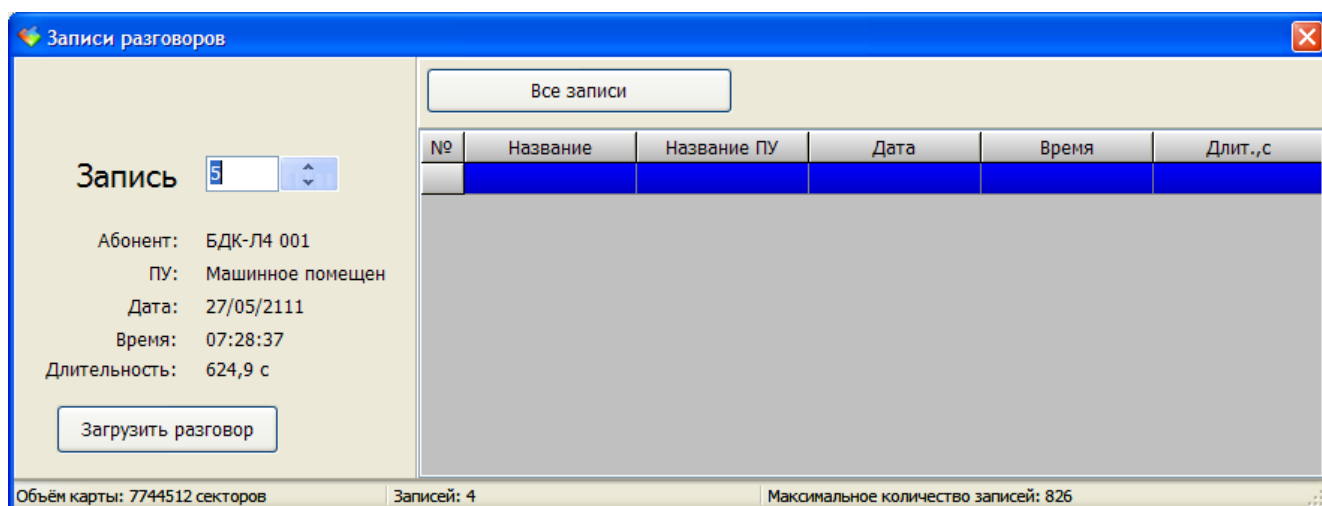 Записи разговоров
Все записи
Запись 5
Абонент: БДК-Л4 001
ПУ: Машинное помещен
Дата: 27/05/2111
Время: 07:28:37
Длительность: 624,9 с
Загрузить разговор
№ Название Название ПУ Дата Время Длит.,с
Объём карты: 7744512 секторов Записей: 4 Максимальное количество записей: 826